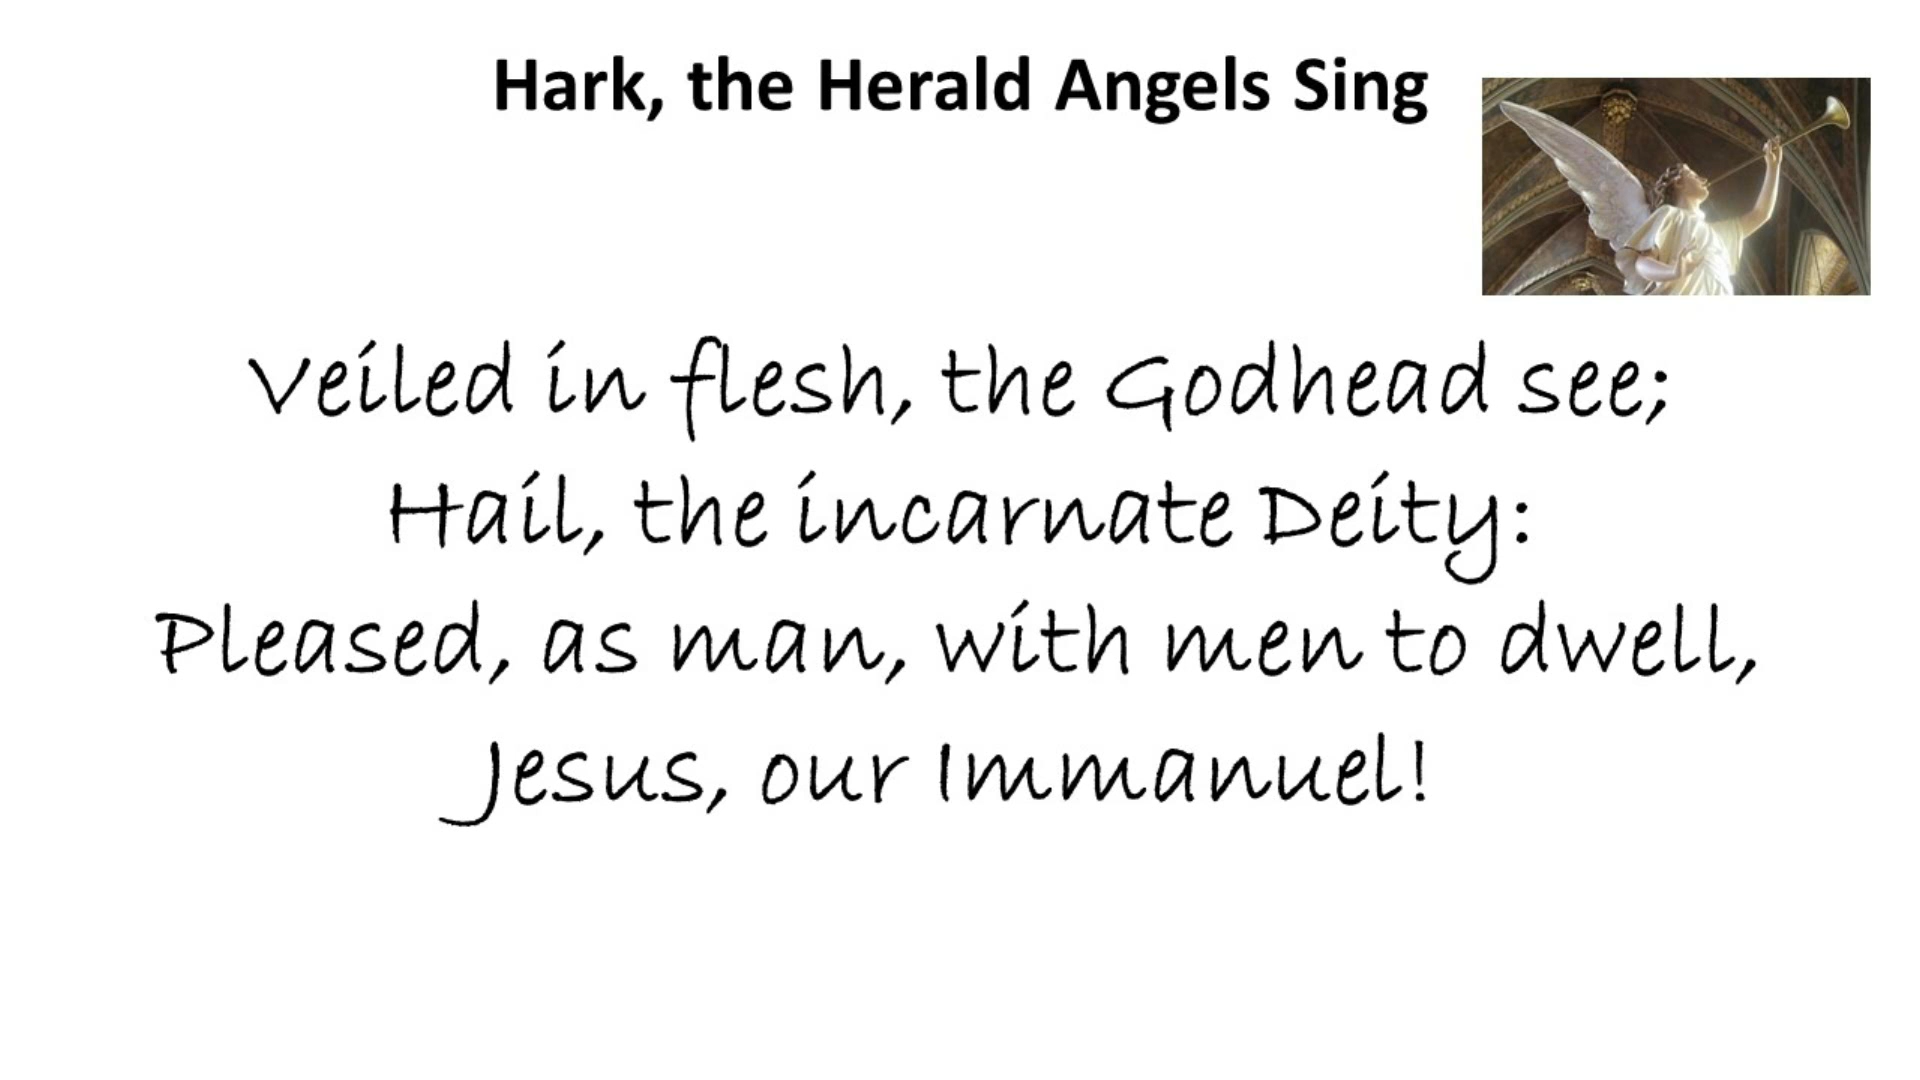 Hark, the Herald Angels Sing
Veiled in flesh, the Godhead see;
Hail, the incarnate Deity:
Pleased, as man, with men to dwell,
Jesus, our Immanuel!